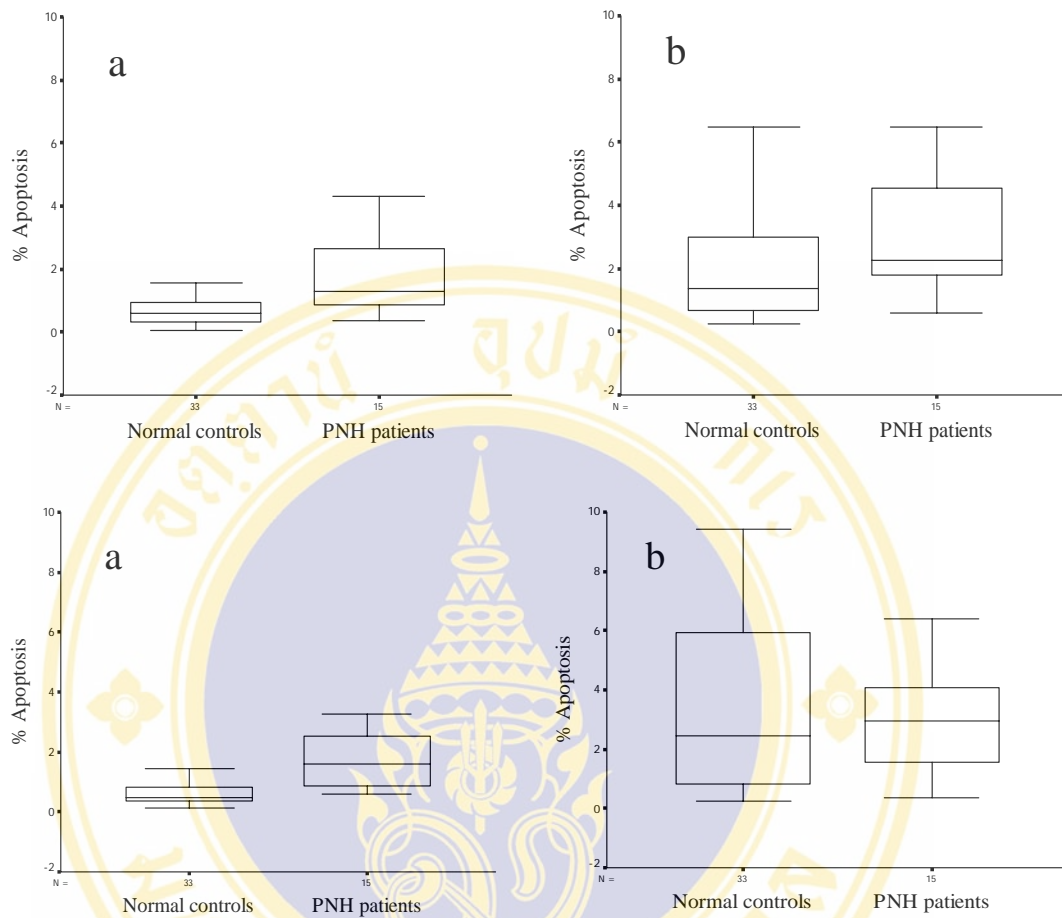 a
% Apoptosis
10
8
6
4
2
0
-2
N =
33
15
Normal controls
PNH patients
b
% Apoptosis
10
8
6
4
2
0
-2
N =
33
15
Normal controls
PNH patients
a
% Apoptosis
10
8
6
4
2
0
-2
N =
33
15
Normal controls
PNH patients
b
% Apoptosis
10
8
6
4
2
0
-2
N =
33
15
Normal controls
PNH patients